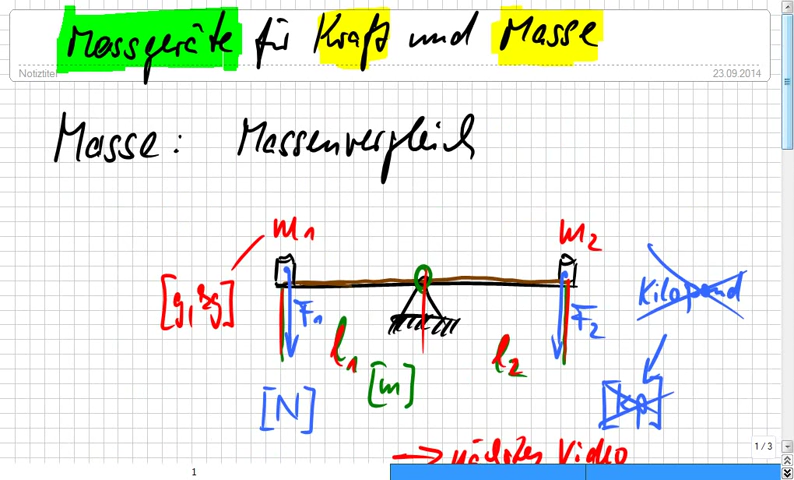 Messgeräte für Kraft und Masse
Notiztitel
23.09.2014
Masse: Massenvergleich
m1
m2
[g, kg]
Kilopond
F1
F2
l1
l2
[m]
[N]
[kp]
→ nächstes Video
1 / 3
1